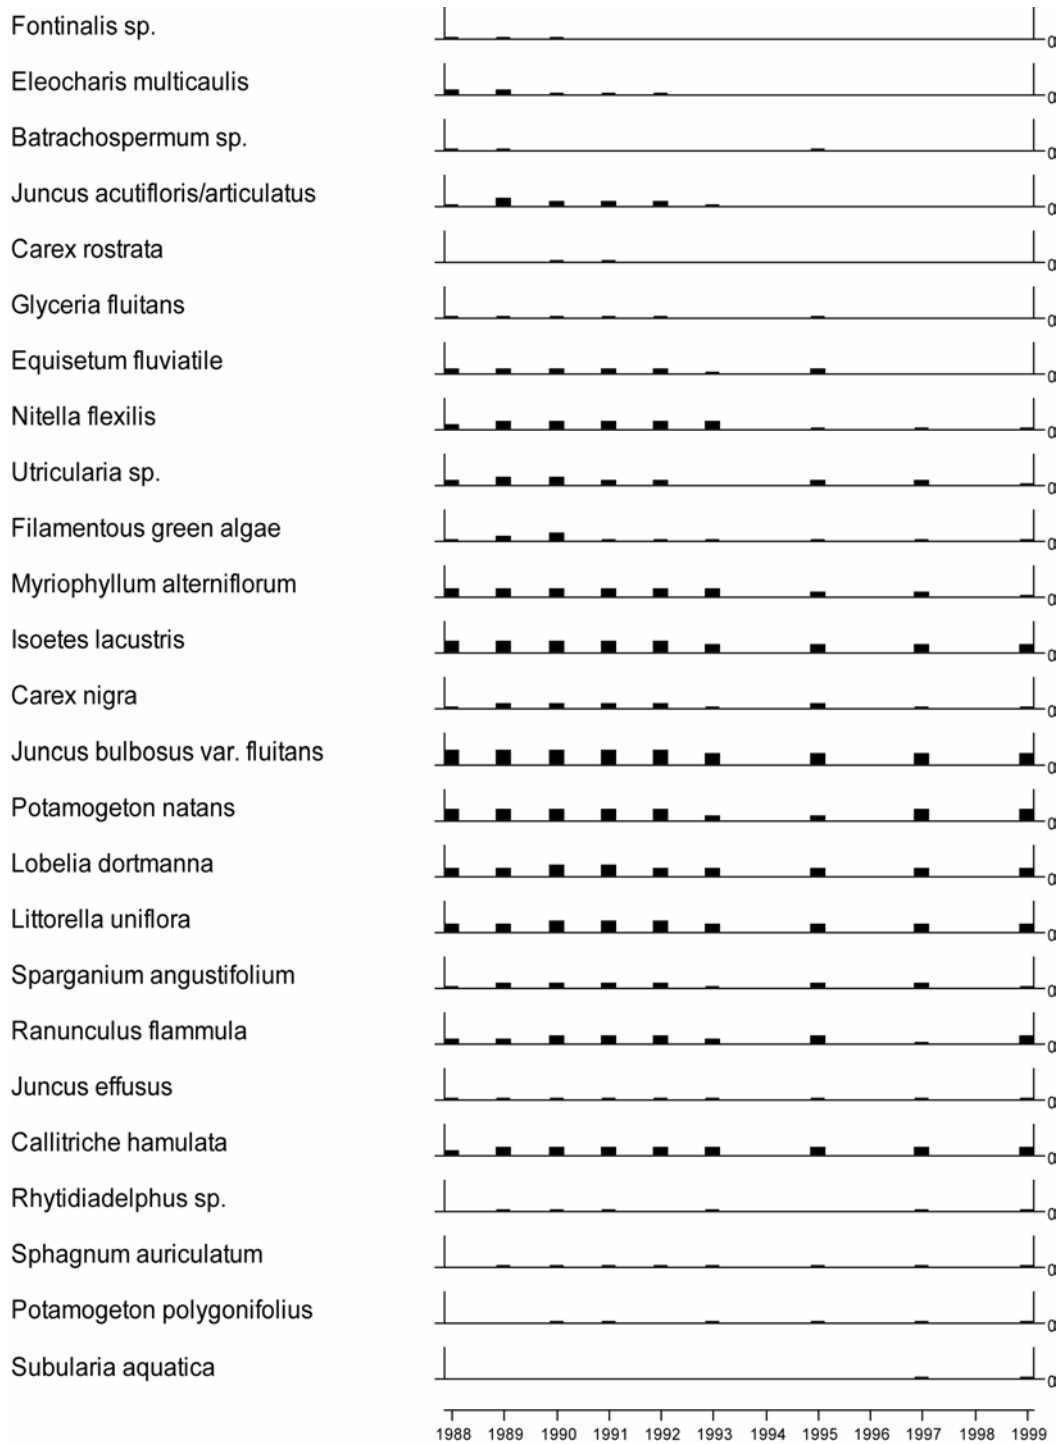 Fontinalis sp.
Eleocharis multicaulis
Batrachospermum sp.
Juncus acutifloris/articulatus
Carex rostrata
Glyceria fluitans
Equisetum fluviatile
Nitella flexilis
Utricularia sp.
Filamentous green algae
Myriophyllum alterniflorum
Isoetes lacustris
Carex nigra
Juncus bulbosus var. fluitans
Potamogeton natans
Lobelia dortmanna
Littorella uniflora
Sparganium angustifolium
Ranunculus flammula
Juncus effusus
Callitriche hamulata
Rhytidiadelphus sp.
Sphagnum auriculatum
Potamogeton polygonifolius
Subularia aquatica
1988 1989 1990 1991 1992 1993 1994 1995 1996 1997 1998 1999